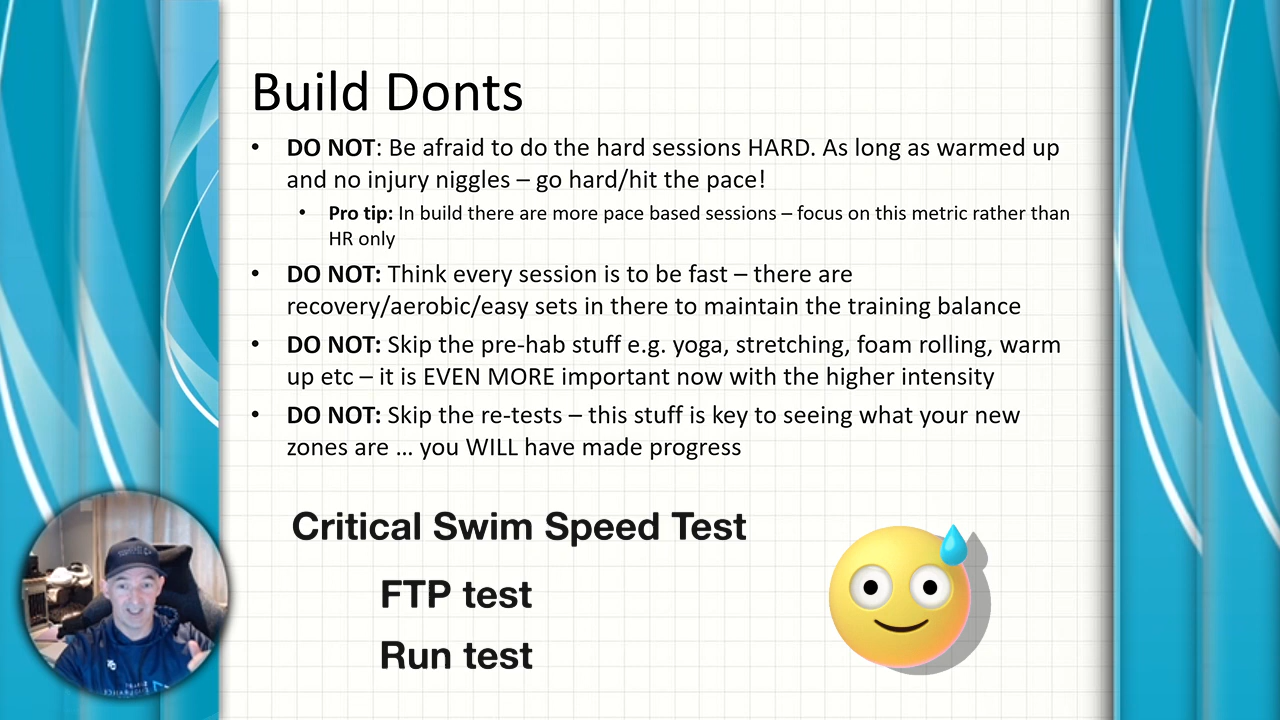 Build Donts
• DO NOT: Be afraid to do the hard sessions HARD. As long as warmed up
and no injury niggles – go hard/hit the pace!
• Pro tip: In build there are more pace based sessions – focus on this metric rather than
HR only
• DO NOT: Think every session is to be fast – there are
recovery/aerobic/easy sets in there to maintain the training balance
• DO NOT: Skip the pre-hab stuff e.g. yoga, stretching, foam rolling, warm
up etc – it is EVEN MORE important now with the higher intensity
• DO NOT: Skip the re-tests – this stuff is key to seeing what your new
zones are … you WILL have made progress
Critical Swim Speed Test
FTP test
Run test